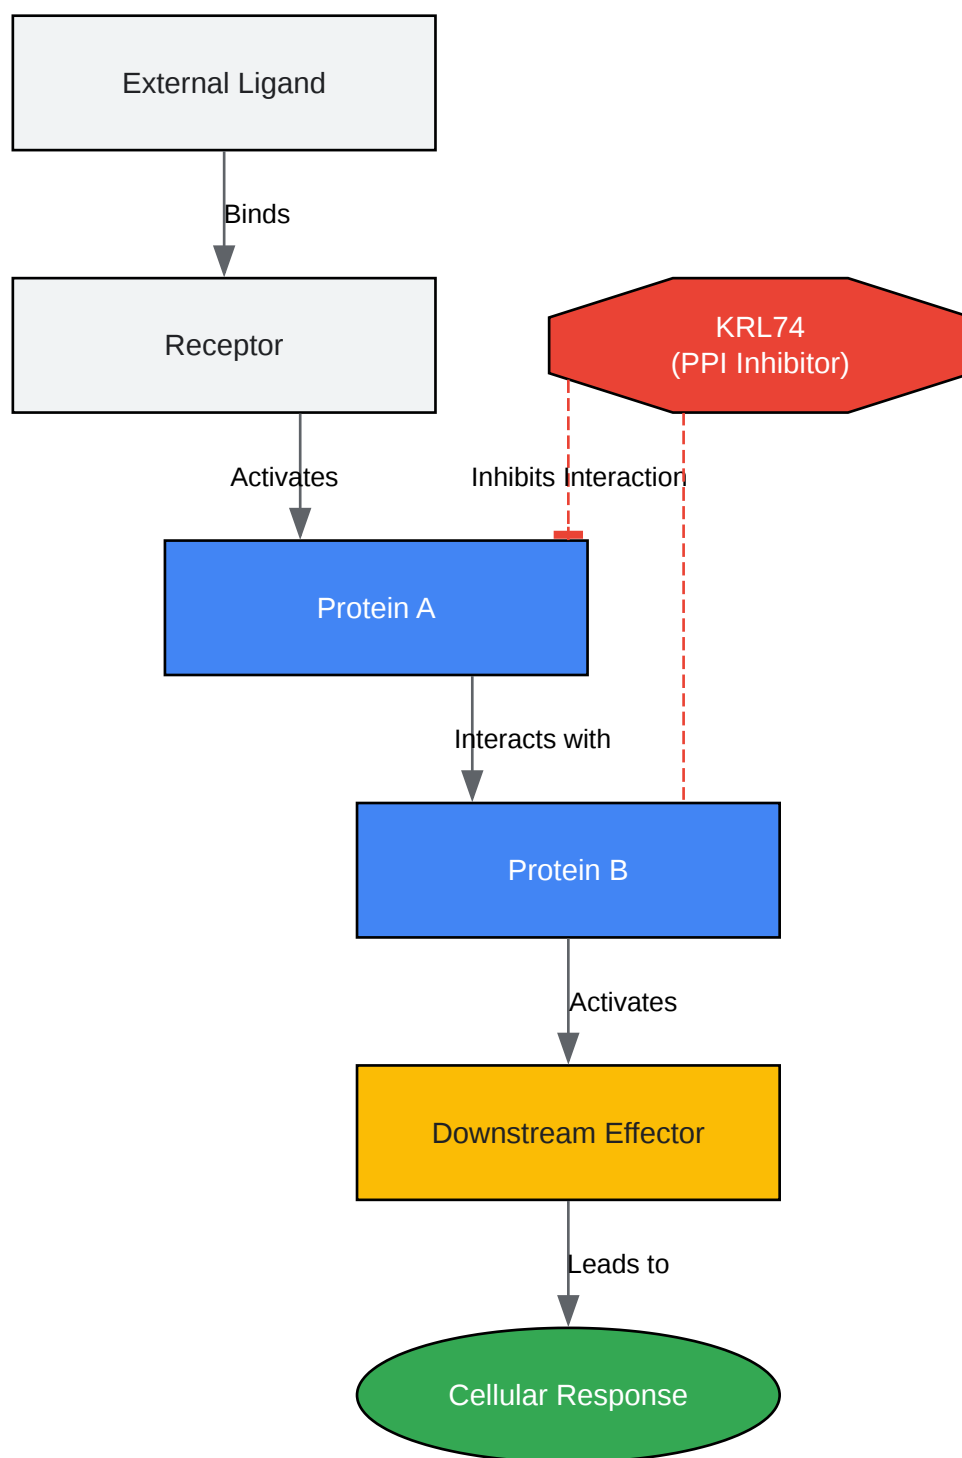 External Ligand
Binds
Receptor
KRL74
(PPI Inhibitor)
Activates
Inhibits Interaction
Protein A
Interacts with
Protein B
Activates
Downstream Effector
Leads to
Cellular Response